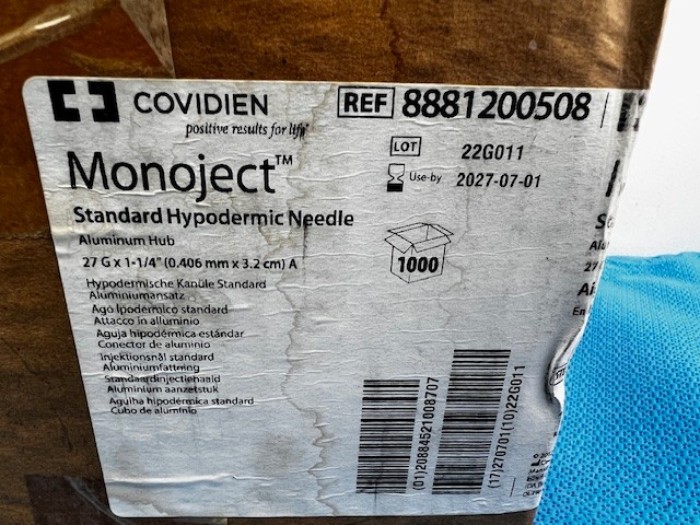 COVIDIEN
positive results for life™
REF 8881200508
LOT 22G011
Use-by 2027-07-01
Monoject™
Standard Hypodermic Needle
Aluminum Hub
27 G x 1-1/4" (0.406 mm x 3.2 cm) A
1000
Hypodermische Kanüle Standard
Aluminiumansatz
Ago ipodermico standard
Attacco in alluminio
Aguja hipodérmica estándar
Conector de aluminio
Injektionsnål standard
Aluminiumfattning
Standaardinjectienaald
Aluminium aanzetstuk
Agulha hipodérmica standard
Cubo de alumínio
(01)20884521008707
(17)270701(10)22G011